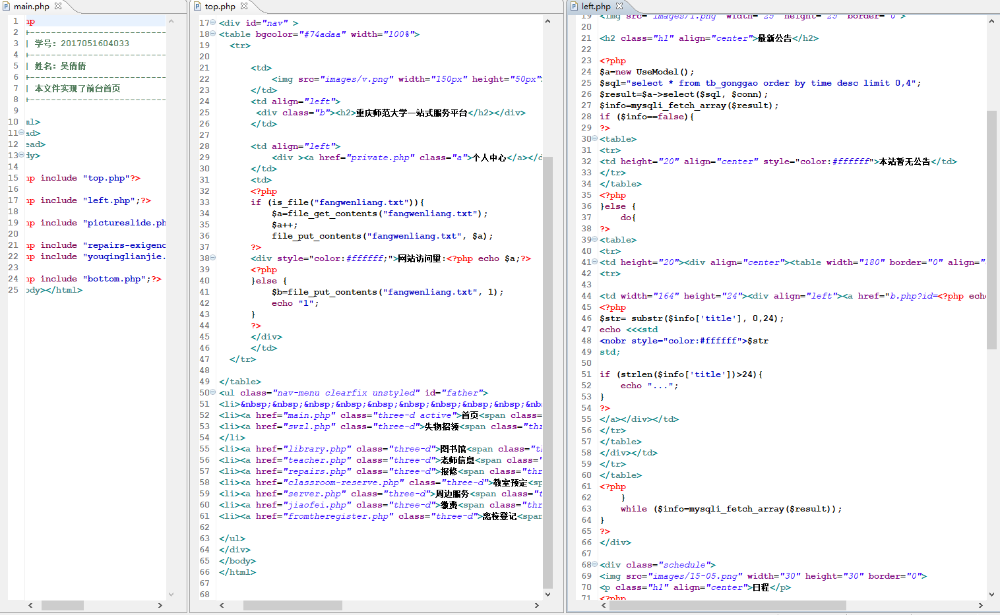 main.php
1 hp
2 +--------------------------
3 | 学号：2017051604033
4 +--------------------------
5 | 姓名：吴倩倩
6 +--------------------------
7 | 本文件实现了前台首页
8 +--------------------------
9
10 ml>
11 ad>
12 ead>
13 dy>
14
15 hp include "top.php"?>
16
17 hp include "left.php";?>
18
19 hp include "pictureslide.ph
20
21 hp include "repairs-exigenc
22 hp include "youqinglianjie.
23
24 hp include "bottom.php";?>
25 ody></html>
top.php
17 <div id="nav" >
18 <table bgcolor="#74adaa" width="100%">
19 <tr>
20
21 <td>
22 <img src="images/v.png" width="150px" height="50px"
23 </td>
24 <td align="left">
25 <div class="b"><h2>重庆师范大学一站式服务平台</h2></div>
26 </td>
27
28 <td align="left">
29 <div ><a href="private.php" class="a">个人中心</a></d
30 </td>
31 <td>
32 <?php
33 if (is_file("fangwenliang.txt")){
34 $a=file_get_contents("fangwenliang.txt");
35 $a++;
36 file_put_contents("fangwenliang.txt", $a);
37 ?>
38 <div style="color:#ffffff;">网站访问量:<?php echo $a;?>
39 <?php
40 }else {
41 $b=file_put_contents("fangwenliang.txt", 1);
42 echo "1";
43 }
44 ?>
45 </div>
46 </td>
47 </tr>
48
49 </table>
50 <ul class="nav-menu clearfix unstyled" id="father">
51 <li>&nbsp;&nbsp;&nbsp;&nbsp;&nbsp;&nbsp;&nbsp;&nbsp;&nbsp;&nb
52 <li><a href="main.php" class="three-d active">首页<span class=
53 <li><a href="swzl.php" class="three-d">失物招领<span class="thr
54 </li>
55 <li><a href="library.php" class="three-d">图书馆<span class="th
56 <li><a href="teacher.php" class="three-d">老师信息<span class="
57 <li><a href="repairs.php" class="three-d">报修<span class="thr
58 <li><a href="classroom-reserve.php" class="three-d">教室预定<sp
59 <li><a href="server.php" class="three-d">周边服务<span class="t
60 <li><a href="jiaofei.php" class="three-d">缴费<span class="thr
61 <li><a href="fromtheregister.php" class="three-d">离校登记<span
62
63 </ul>
64 </div>
65 </body>
66 </html>
67
68
left.php
19 <img src="images/1.png" width="25" height="25" border="0">
20
21 <h2 class="h1" align="center">最新公告</h2>
22
23 <?php
24 $a=new UseModel();
25 $sql="select * from tb_gonggao order by time desc limit 0,4";
26 $result=$a->select($sql, $conn);
27 $info=mysqli_fetch_array($result);
28 if ($info==false){
29 ?>
30 <table>
31 <tr>
32 <td height="20" align="center" style="color:#ffffff">本站暂无公告</td>
33 </tr>
34 </table>
35 <?php
36 }else {
37 do{
38 ?>
39 <table>
40 <tr>
41 <td height="20"><div align="center"><table width="180" border="0" align="
42 <tr>
43
44 <td width="164" height="24"><div align="left"><a href="b.php?id=<?php ech
45 <?php
46 $str= substr($info['title'], 0,24);
47 echo <<<std
48 <nobr style="color:#ffffff">$str
49 std;
50
51 if (strlen($info['title'])>24){
52 echo "...";
53 }
54 ?>
55 </a></div></td>
56 </tr>
57 </table>
58 </div></td>
59 </tr>
60 </table>
61 <?php
62 }
63 while ($info=mysqli_fetch_array($result));
64 }
65 ?>
66 </div>
67
68 <div class="schedule">
69 <img src="images/15-05.png" width="30" height="30" border="0">
70 <p class="h1" align="center">日程</p>
71 <?php